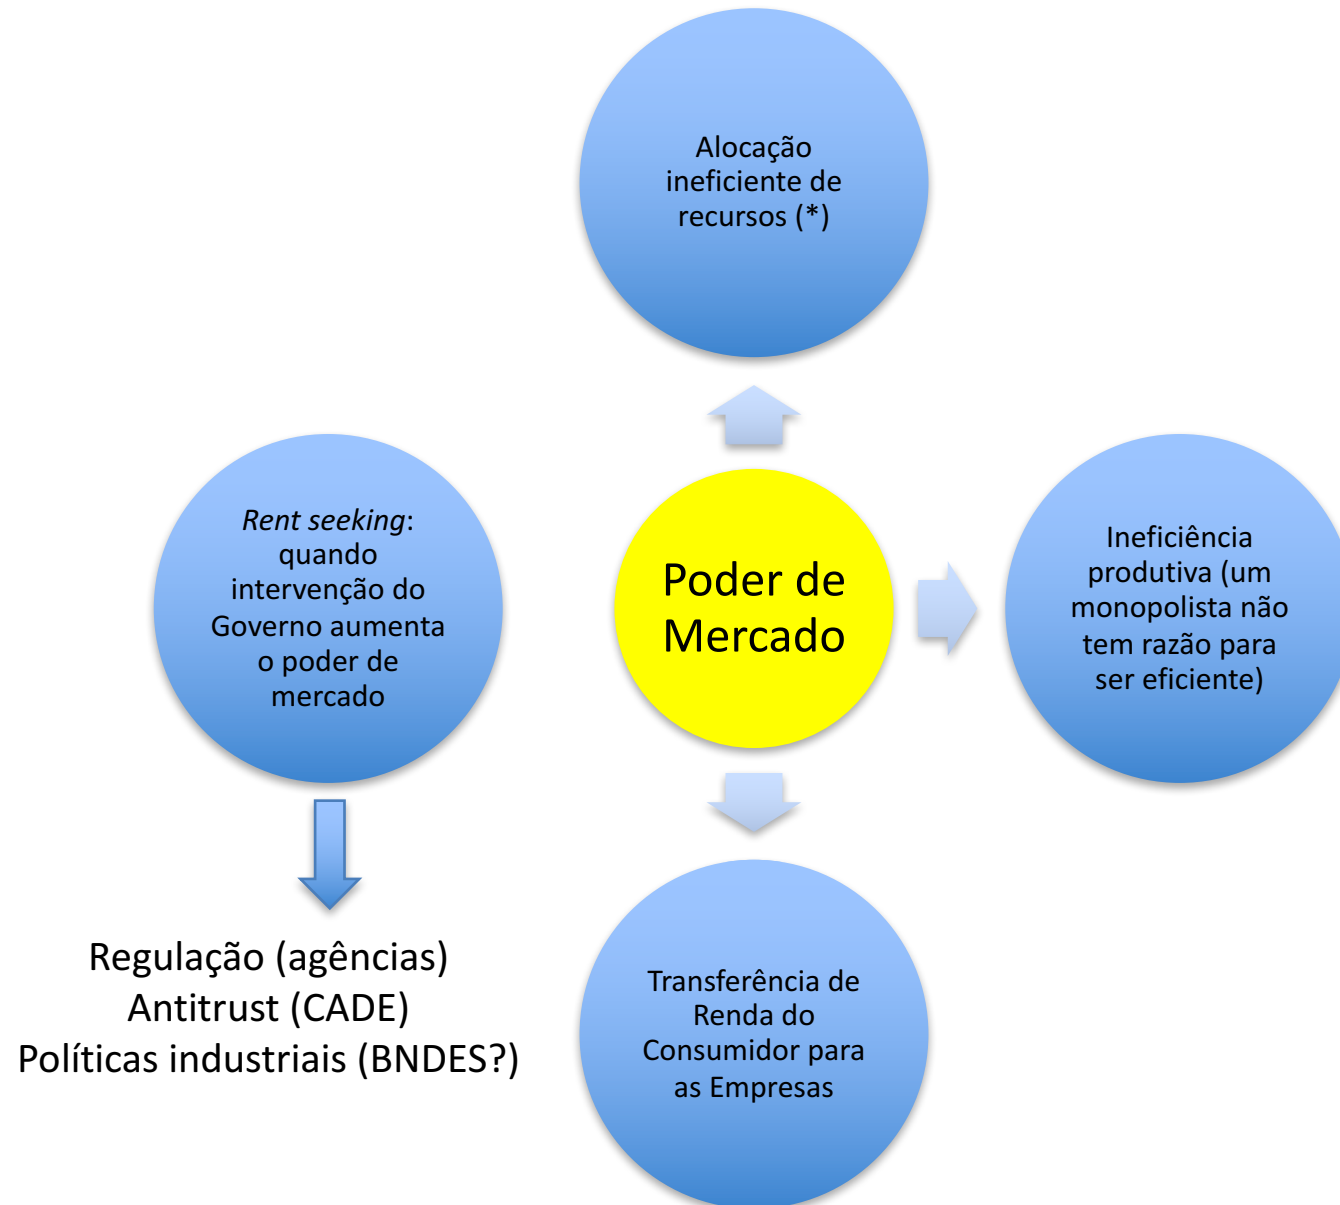 Alocação
ineficiente de
recursos (*)
Rent seeking:
quando
intervenção do
Governo aumenta
o poder de
mercado
Poder de
Mercado
Ineficiência
produtiva (um
monopolista não
tem razão para
ser eficiente)
Regulação (agências)
Antitrust (CADE)
Políticas industriais (BNDES?)
Transferência de
Renda do
Consumidor para
as Empresas